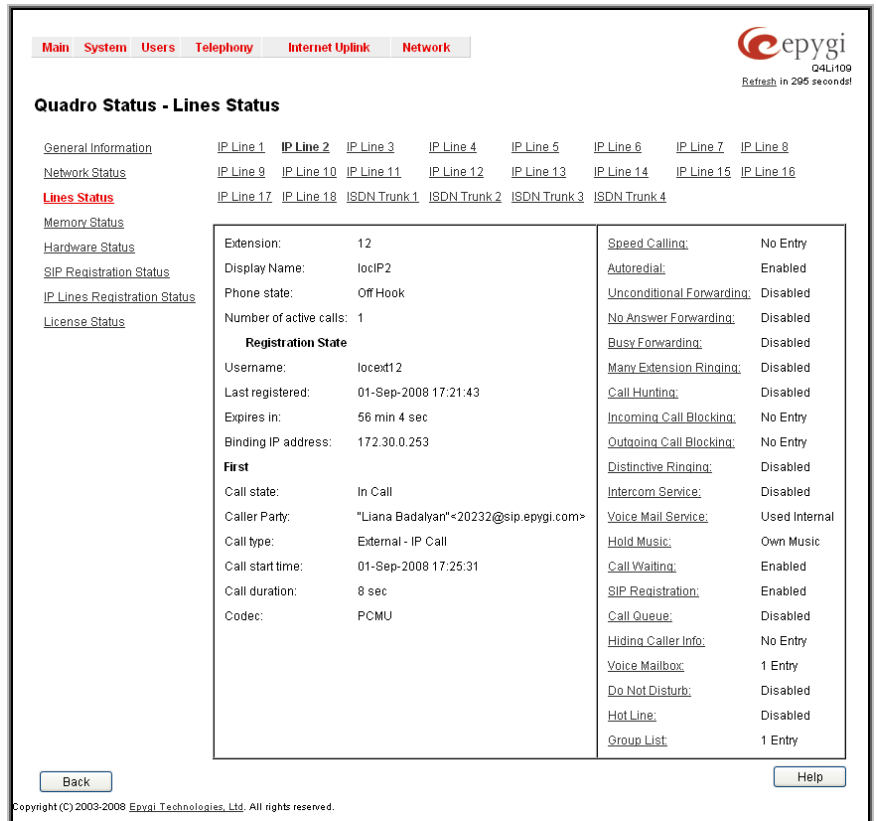 Main System Users Telephony Internet Uplink Network
epygi
Q4Li109
Refresh in 295 seconds!
Quadro Status - Lines Status
General Information
Network Status
Lines Status
Memory Status
Hardware Status
SIP Registration Status
IP Lines Registration Status
License Status
IP Line 1 IP Line 2 IP Line 3 IP Line 4 IP Line 5 IP Line 6 IP Line 7 IP Line 8
IP Line 9 IP Line 10 IP Line 11 IP Line 12 IP Line 13 IP Line 14 IP Line 15 IP Line 16
IP Line 17 IP Line 18 ISDN Trunk 1 ISDN Trunk 2 ISDN Trunk 3 ISDN Trunk 4
Extension: 12
Display Name: locIP2
Phone state: Off Hook
Number of active calls: 1
Registration State
Username: locext12
Last registered: 01-Sep-2008 17:21:43
Expires in: 56 min 4 sec
Binding IP address: 172.30.0.253
First
Call state: In Call
Caller Party: "Liana Badalyan"<20232@sip.epygi.com>
Call type: External - IP Call
Call start time: 01-Sep-2008 17:25:31
Call duration: 8 sec
Codec: PCMU
Speed Calling: No Entry
Autoredial: Enabled
Unconditional Forwarding: Disabled
No Answer Forwarding: Disabled
Busy Forwarding: Disabled
Many Extension Ringing: Disabled
Call Hunting: Disabled
Incoming Call Blocking: No Entry
Outgoing Call Blocking: No Entry
Distinctive Ringing: Disabled
Intercom Service: Disabled
Voice Mail Service: Used Internal
Hold Music: Own Music
Call Waiting: Enabled
SIP Registration: Enabled
Call Queue: Disabled
Hiding Caller Info: No Entry
Voice Mailbox: 1 Entry
Do Not Disturb: Disabled
Hot Line: Disabled
Group List: 1 Entry
Back
Help
Copyright (C) 2003-2008 Epygi Technologies, Ltd. All rights reserved.